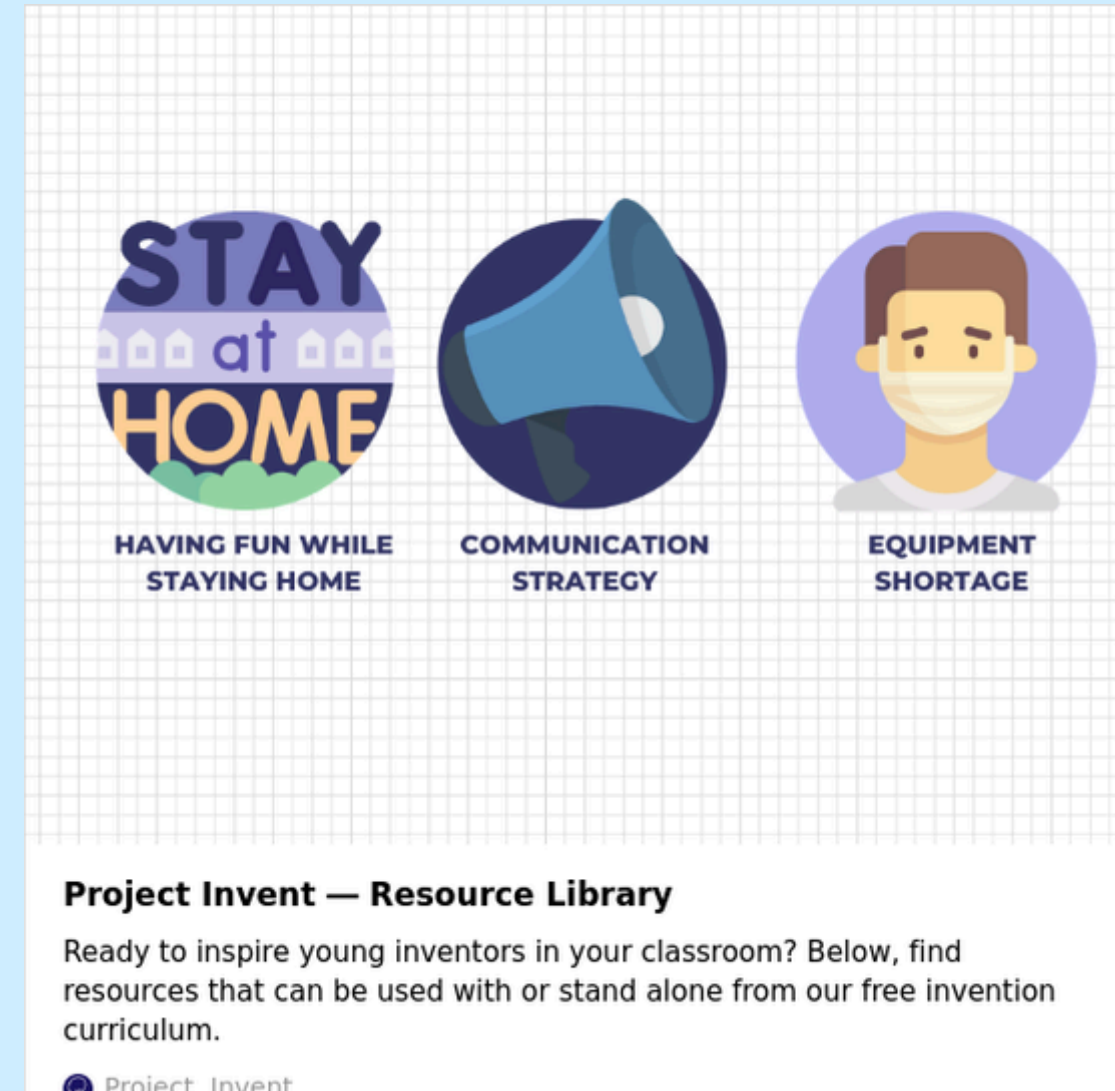 STAY
at
HOME
HAVING FUN WHILE
STAYING HOME
COMMUNICATION
STRATEGY
EQUIPMENT
SHORTAGE
Project Invent — Resource Library
Ready to inspire young inventors in your classroom? Below, find
resources that can be used with or stand alone from our free invention
curriculum.
Project Invent